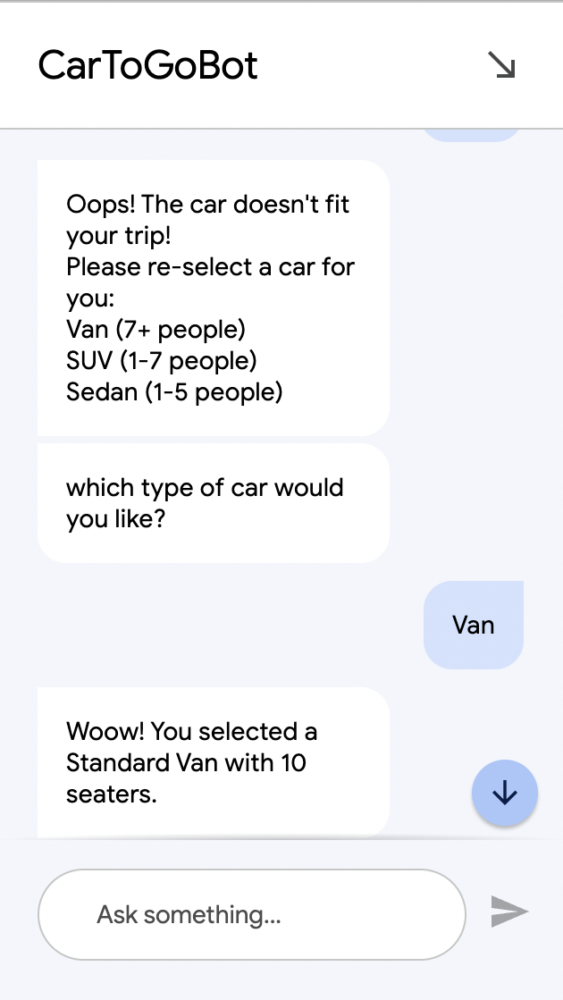 CarToGoBot
Oops! The car doesn't fit
your trip!
Please re-select a car for
you:
Van (7+ people)
SUV (1-7 people)
Sedan (1-5 people)
which type of car would
you like?
Van
Woow! You selected a
Standard Van with 10
seaters.
Ask something...